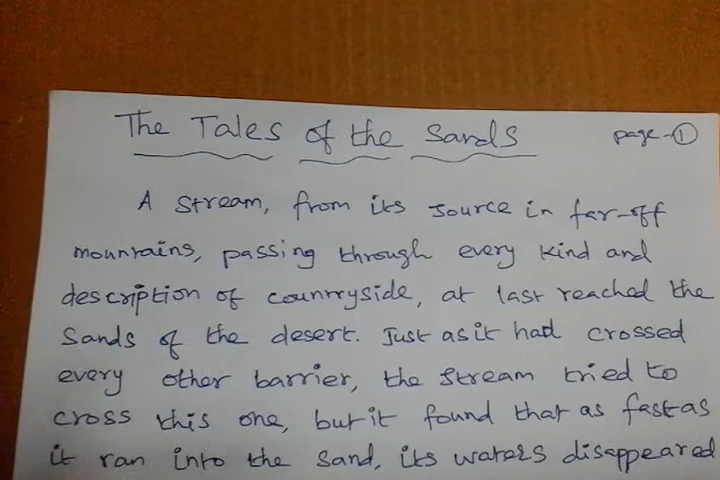 The Tales of the Sands page-①
A stream, from its source in far-off
mountains, passing through every kind and
description of countryside, at last reached the
sands of the desert. Just as it had crossed
every other barrier, the stream tried to
cross this one, but it found that as fast as
it ran into the sand, its waters disappeared